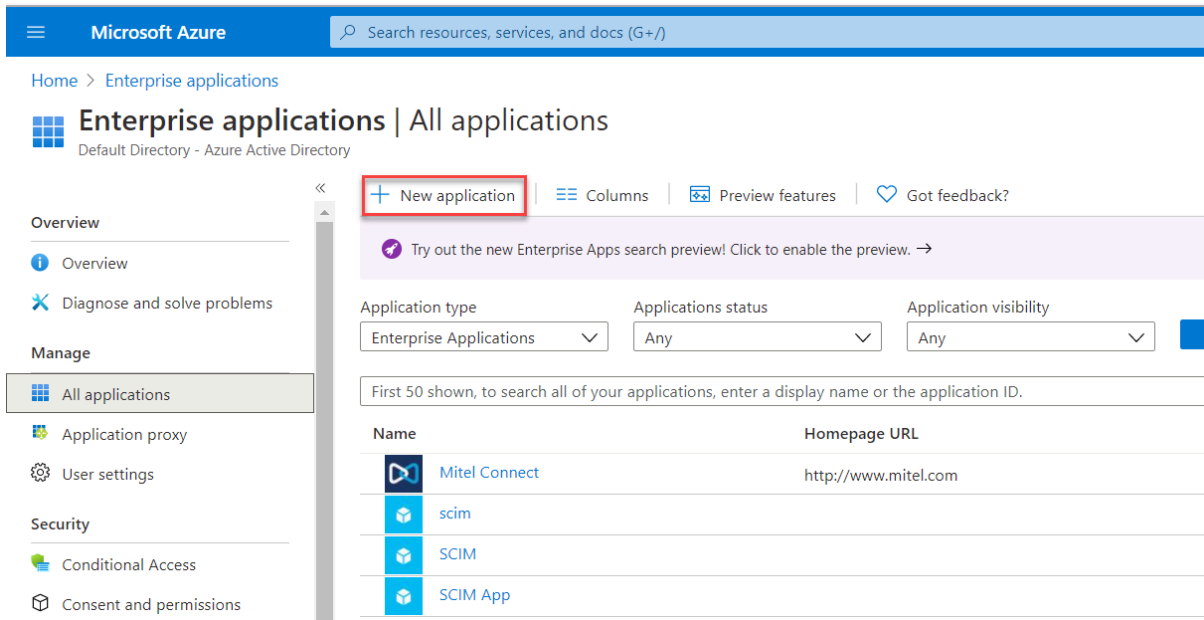 Microsoft Azure
Search resources, services, and docs (G+/)
Home > Enterprise applications
Enterprise applications | All applications
Default Directory - Azure Active Directory
«
+ New application
Columns
Preview features
Got feedback?
Overview
Overview
Diagnose and solve problems
Manage
All applications
Application proxy
User settings
Security
Conditional Access
Consent and permissions
Try out the new Enterprise Apps search preview! Click to enable the preview. →
Application type
Applications status
Application visibility
Enterprise Applications
Any
Any
First 50 shown, to search all of your applications, enter a display name or the application ID.
Name
Homepage URL
Mitel Connect
http://www.mitel.com
scim
SCIM
SCIM App